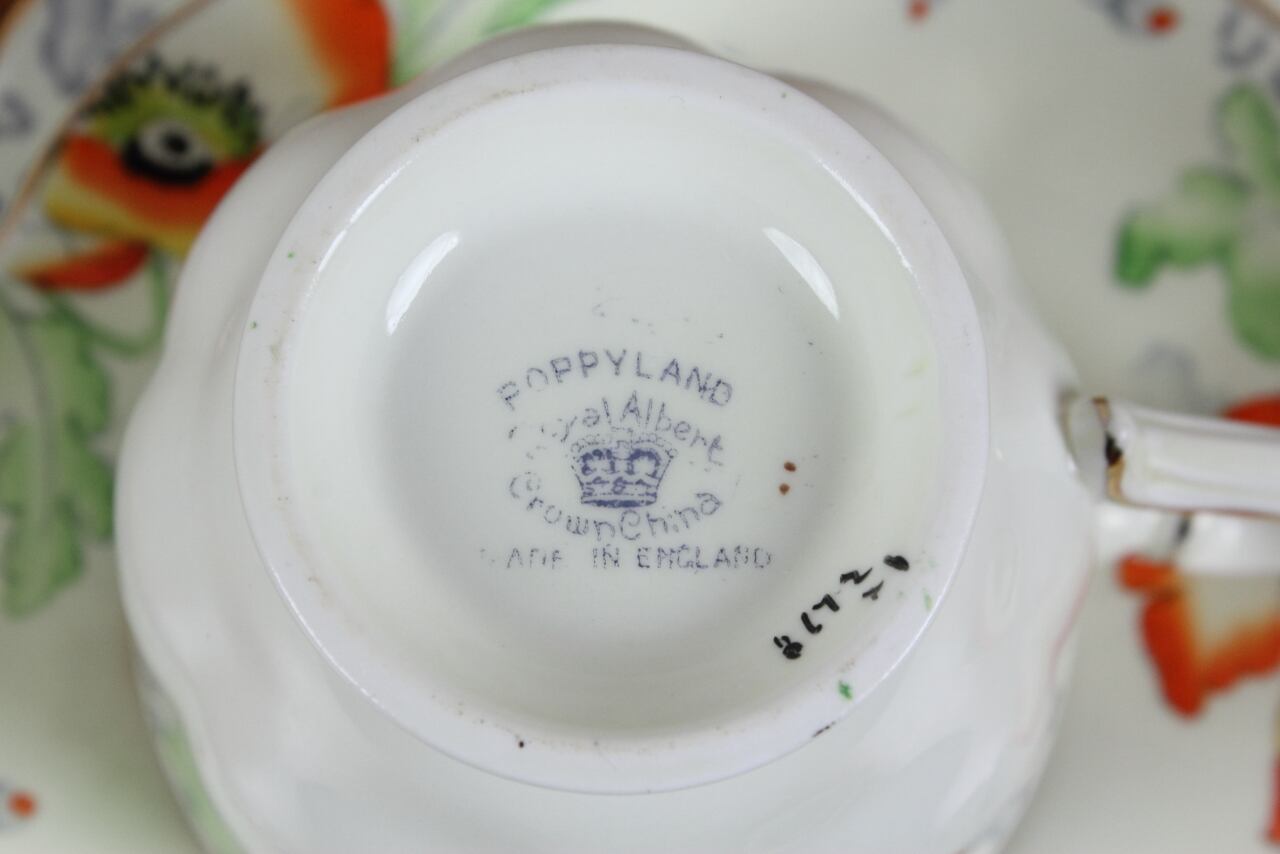 POPPYLAND
Royal Albert
Crown China
MADE IN ENGLAND